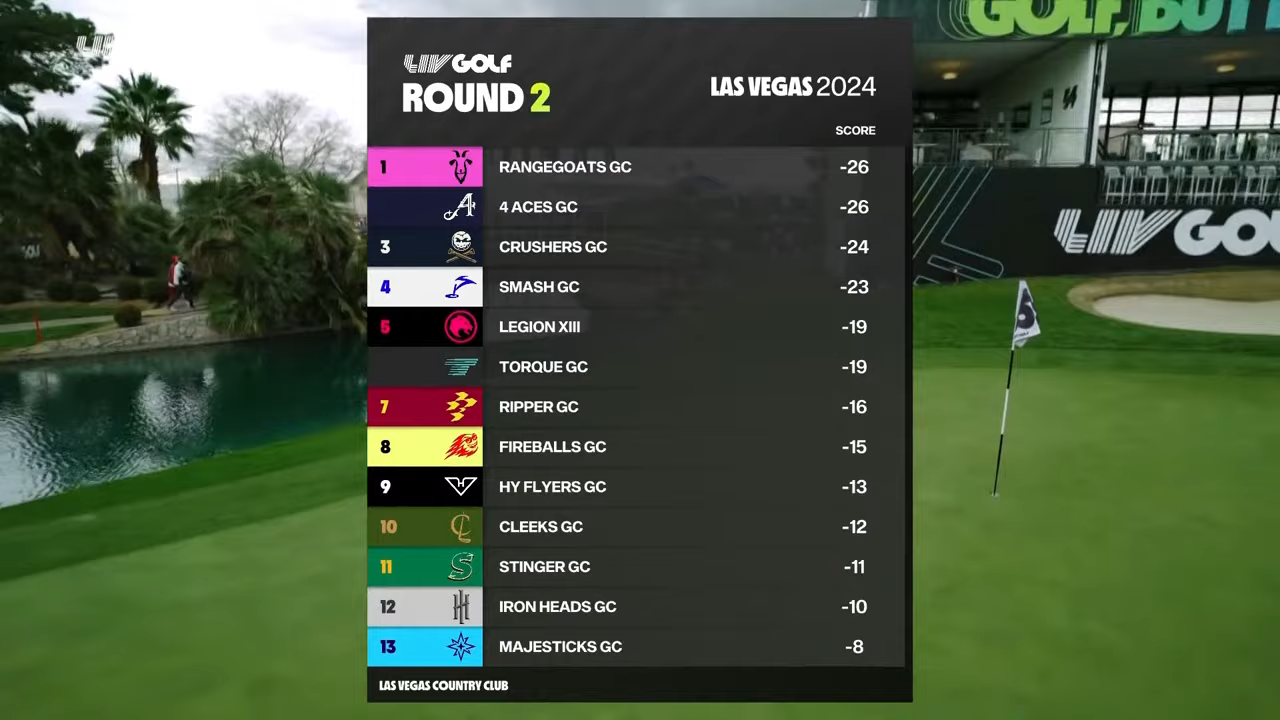 LIV
GOLF, BUT
LIV GOLF
ROUND 2
LAS VEGAS 2024
SCORE
1 RANGEGOATS GC -26
4 ACES GC -26
3 CRUSHERS GC -24
4 SMASH GC -23
5 LEGION XIII -19
TORQUE GC -19
7 RIPPER GC -16
8 FIREBALLS GC -15
9 HY FLYERS GC -13
10 CLEEKS GC -12
11 STINGER GC -11
12 IRON HEADS GC -10
13 MAJESTICKS GC -8
LAS VEGAS COUNTRY CLUB
LIV GO